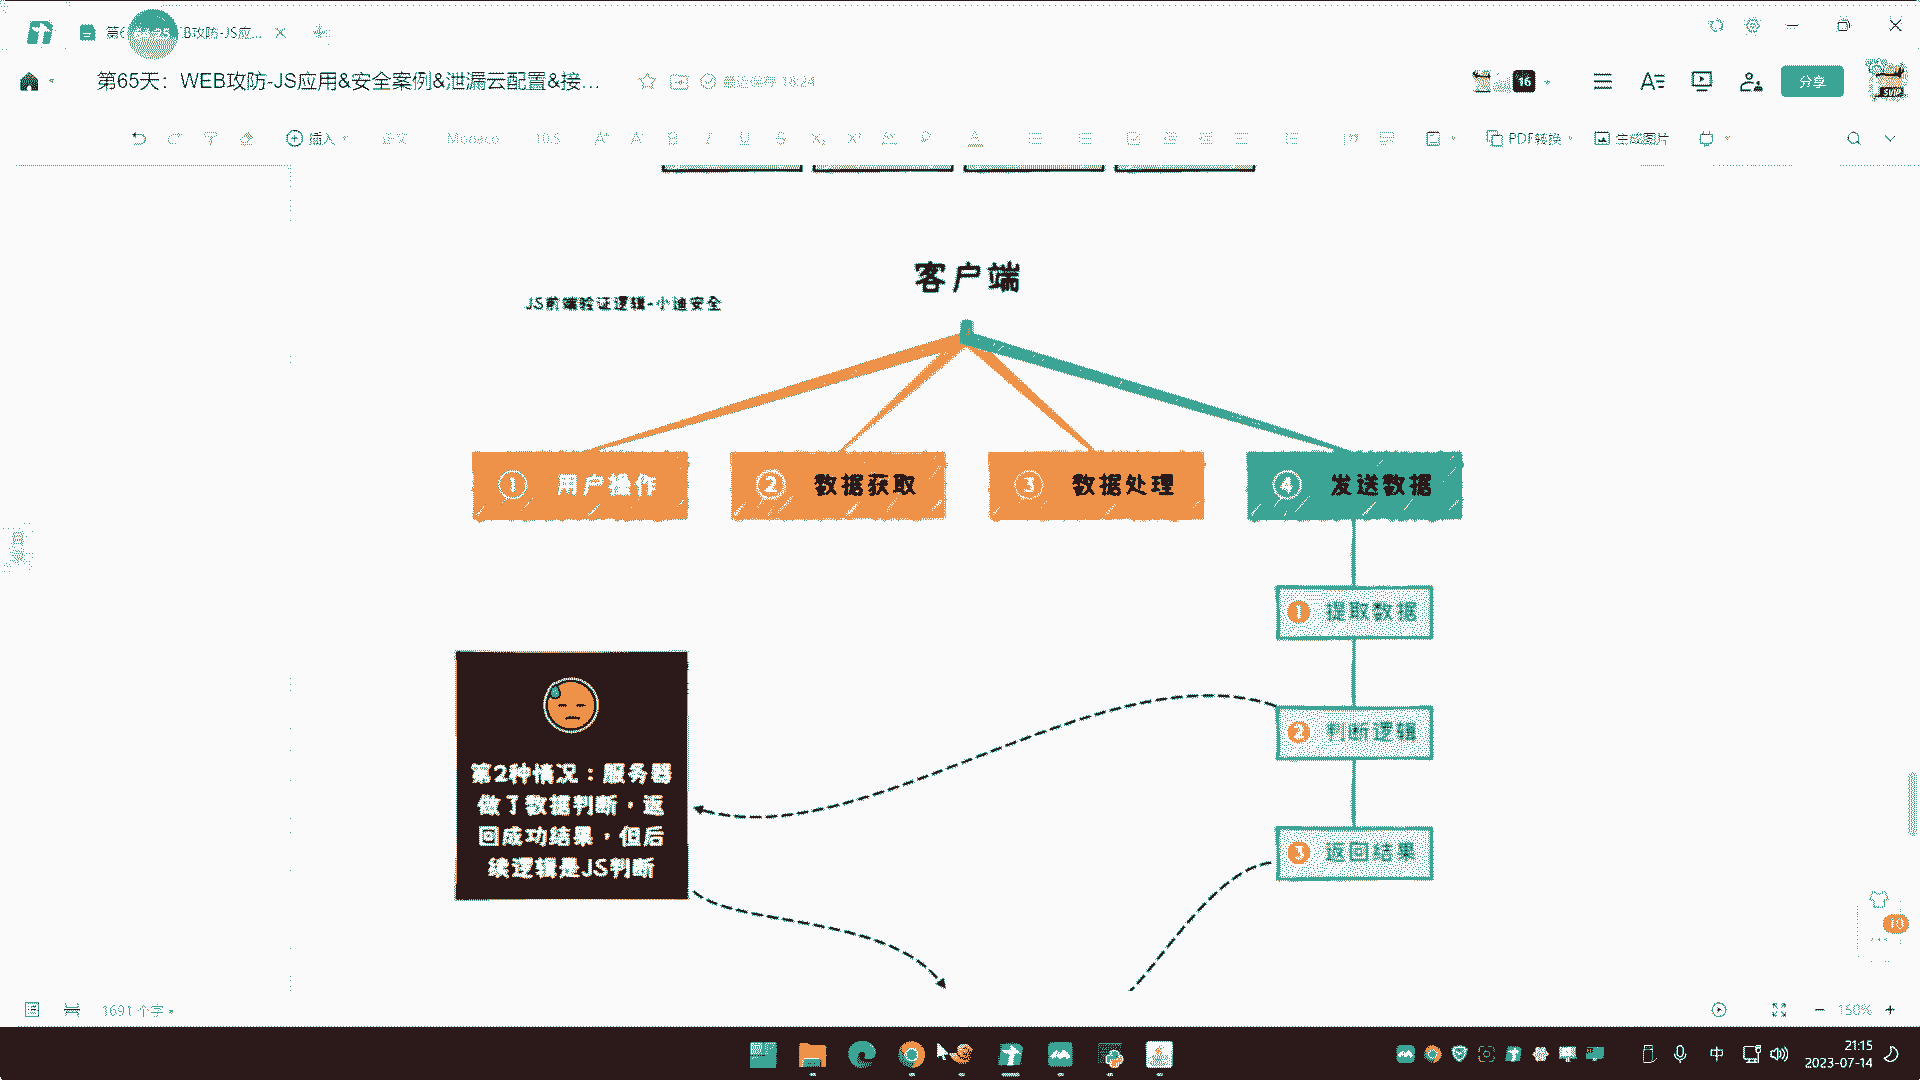 B攻防-JS应...
第65天：WEB攻防-JS应用&安全案例&泄漏云配置&接...
最近保存 18:24
16
分享
SVIP
插入
正文
Monaco
10.5
PDF转换
生成图片
客户端
JS前端验证逻辑-小迪安全
① 用户操作
② 数据获取
③ 数据处理
④ 发送数据
1 提取数据
2 判断逻辑
3 返回结果
第2种情况：服务器
做了数据判断，返
回成功结果，但后
续逻辑是JS判断
10
1691 个字
150%
中
21:15
2023-07-14